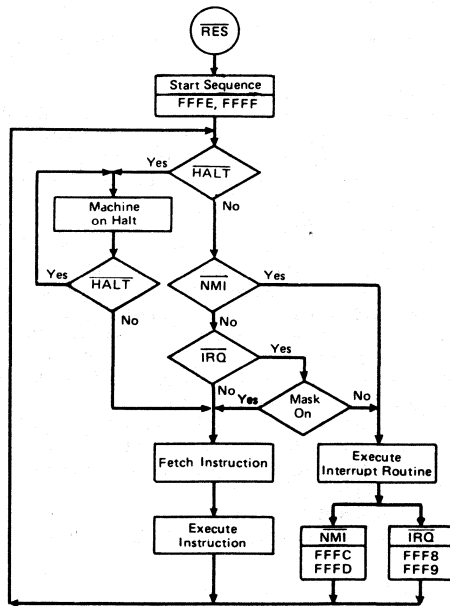 RES
Start Sequence
FFFE, FFFF
Yes
HALT
No
Machine
on Halt
Yes
HALT
No
NMI
Yes
No
IRQ
Yes
No
Yes
Mask
On
No
Fetch Instruction
Execute
Interrupt Routine
Execute
Instruction
NMI
FFFC
FFFD
IRQ
FFF8
FFF9